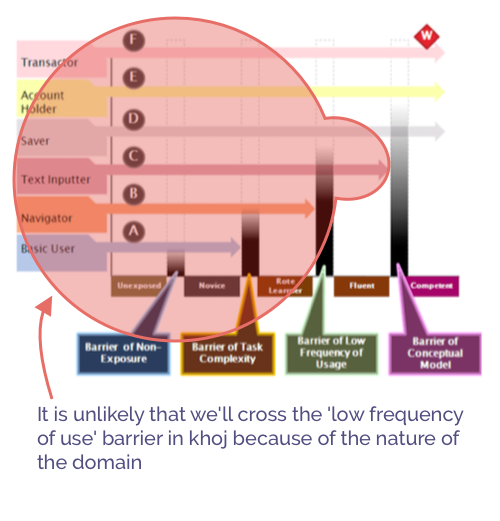 F
W
Transactor
E
Account
Holder
D
Saver
C
Text Inputter
B
Navigator
A
Basic User
Unexposed
Novice
Rote
Learner
Fluent
Competent
Barrier of Non-
Exposure
Barrier of Task
Complexity
Barrier of Low
Frequency of
Usage
Barrier of
Conceptual
Model
It is unlikely that we'll cross the 'low frequency
of use' barrier in khoj because of the nature of
the domain